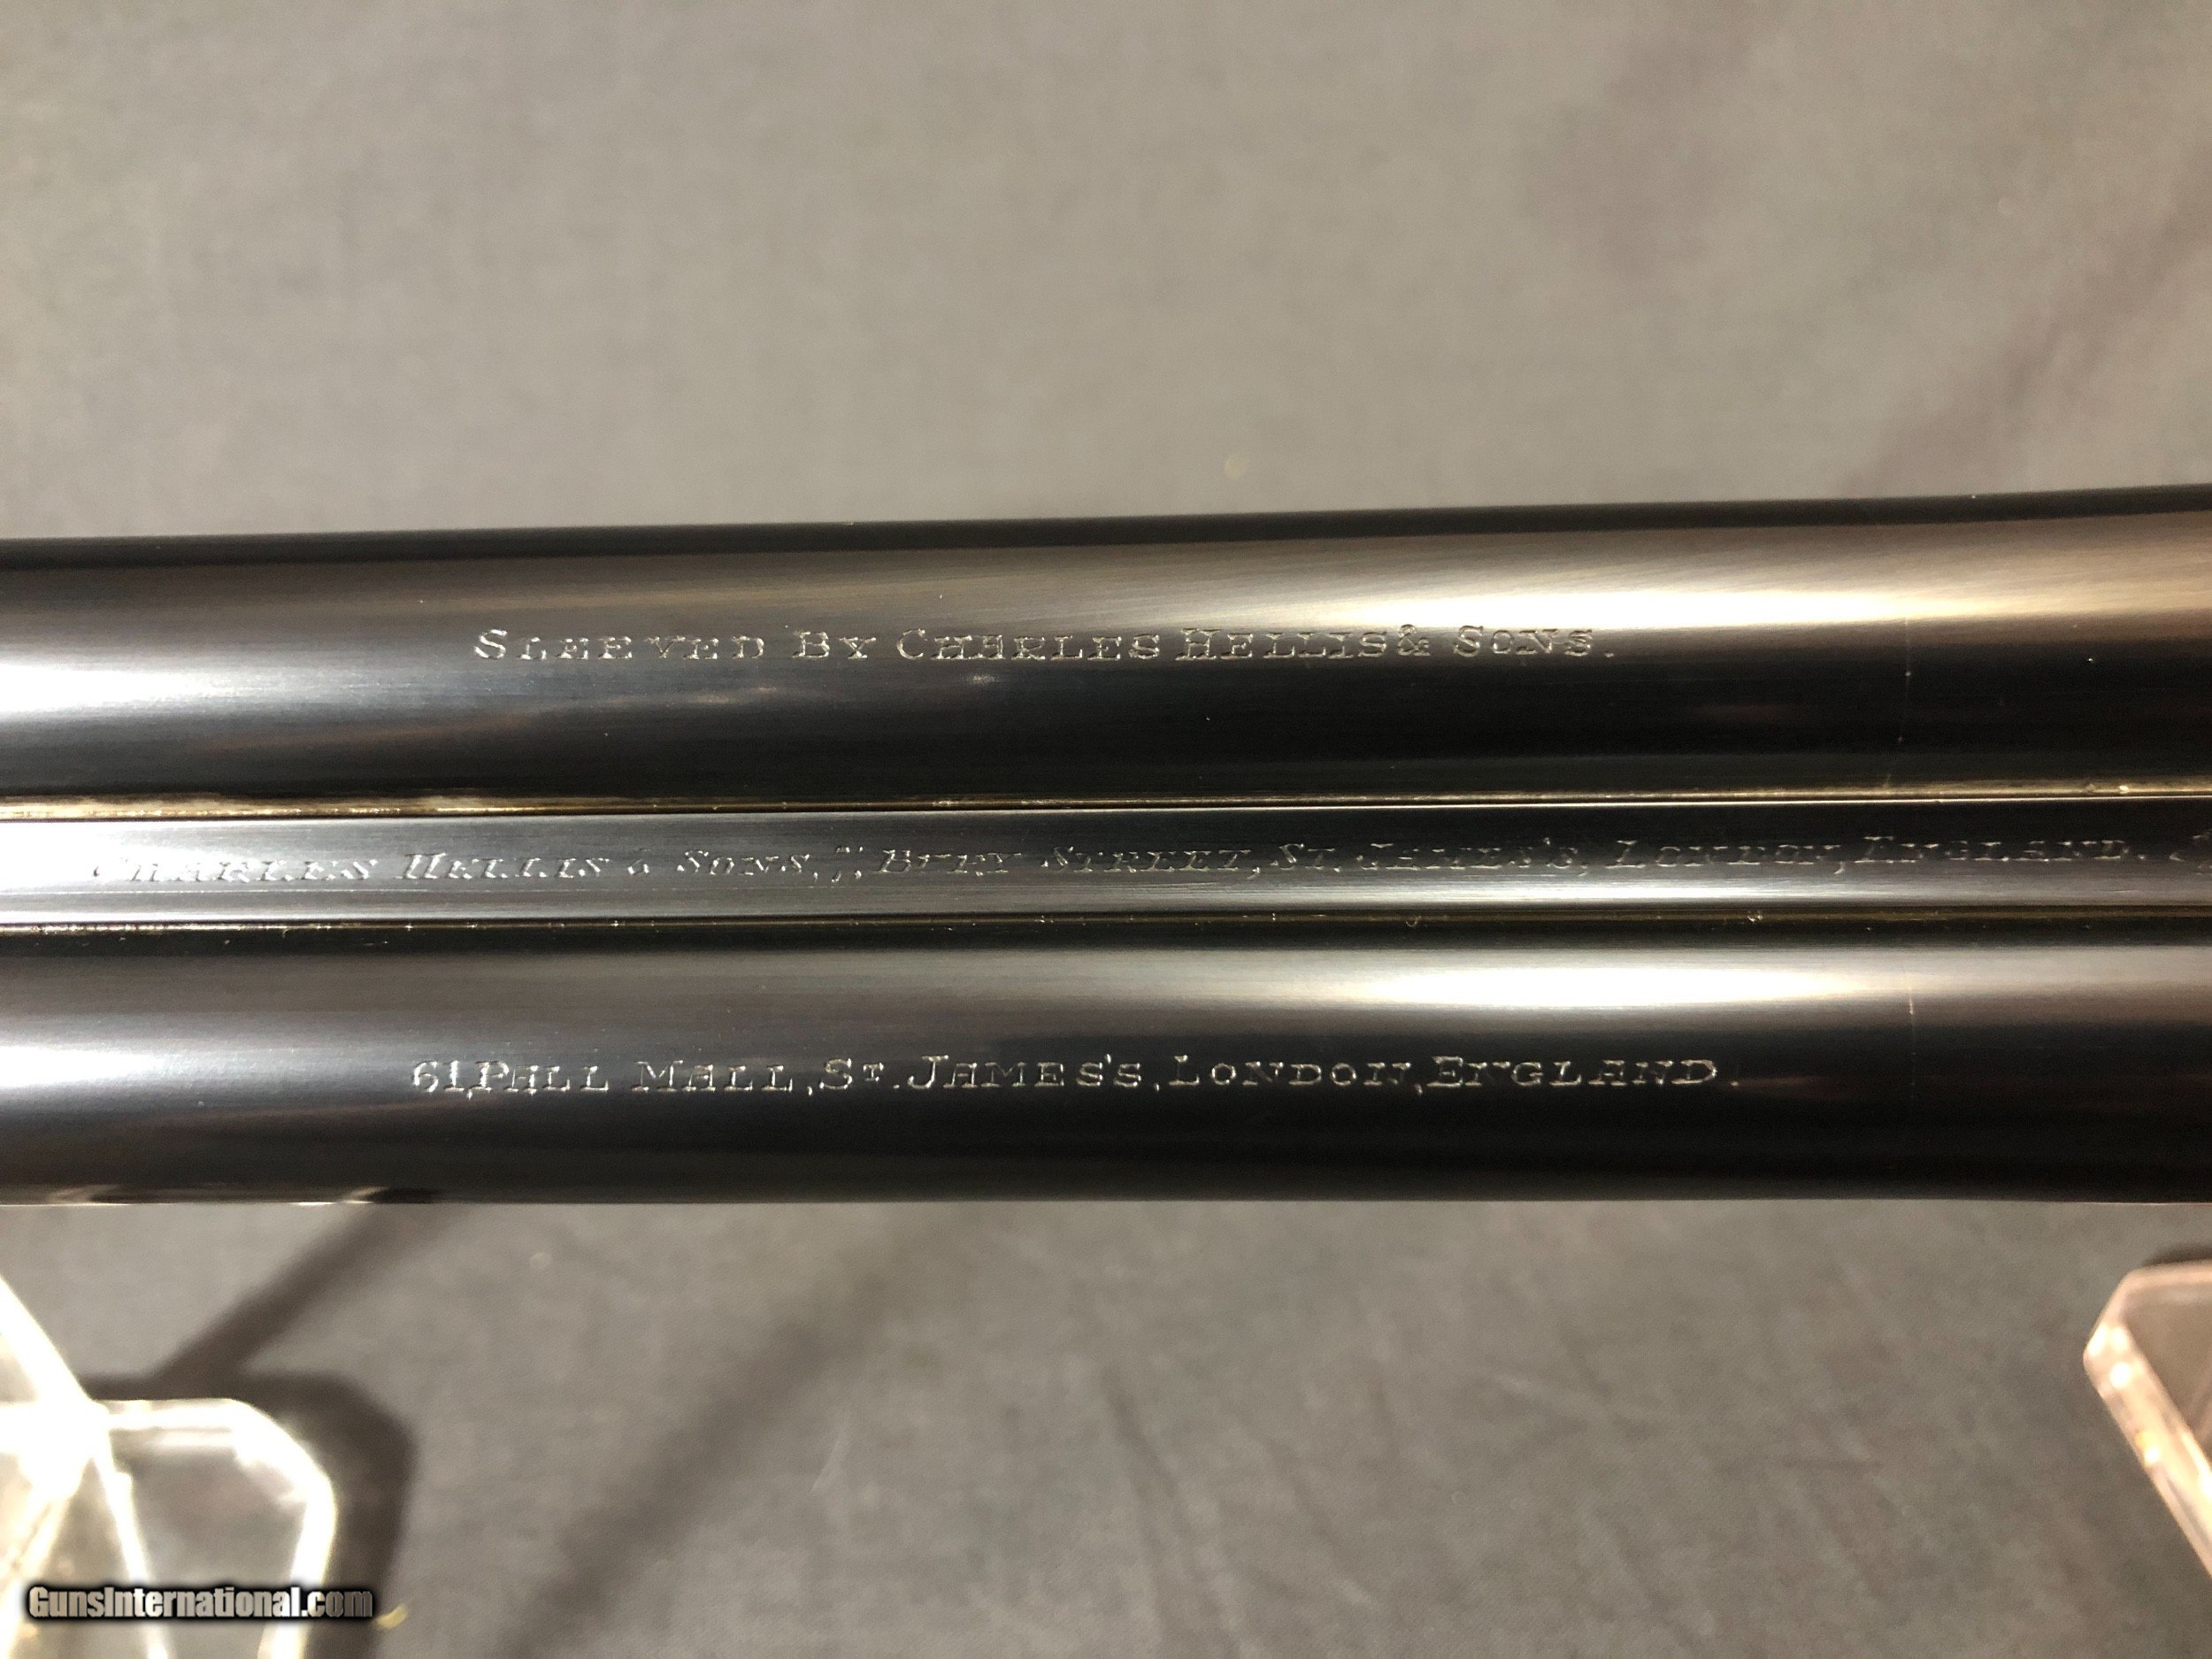 SLEEVED BY CHARLES HELLIS & SONS.
CHARLES HELLIS & SONS, BURY STREET, ST. JAMES'S, LONDON, ENGLAND.
61, PALL MALL, ST. JAMES'S, LONDON, ENGLAND.
GunsInternational.com